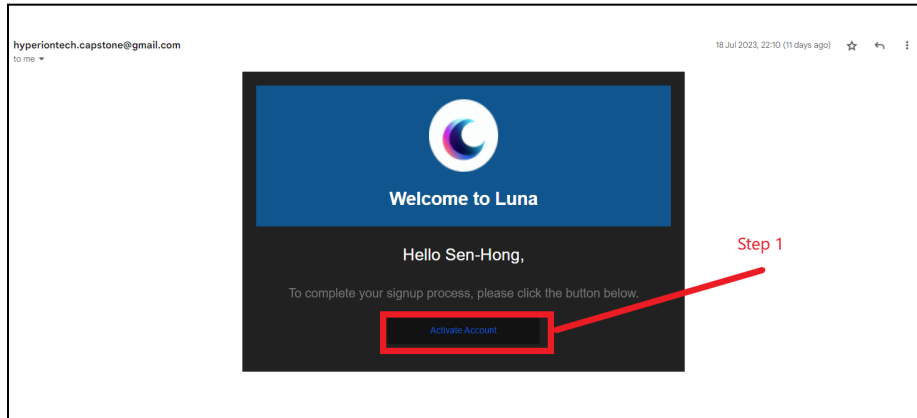 hyperiontech.capstone@gmail.com
18 Jul 2023, 22:10 (11 days ago)
to me
Welcome to Luna
Hello Sen-Hong,
Step 1
To complete your signup process, please click the button below.
Activate Account